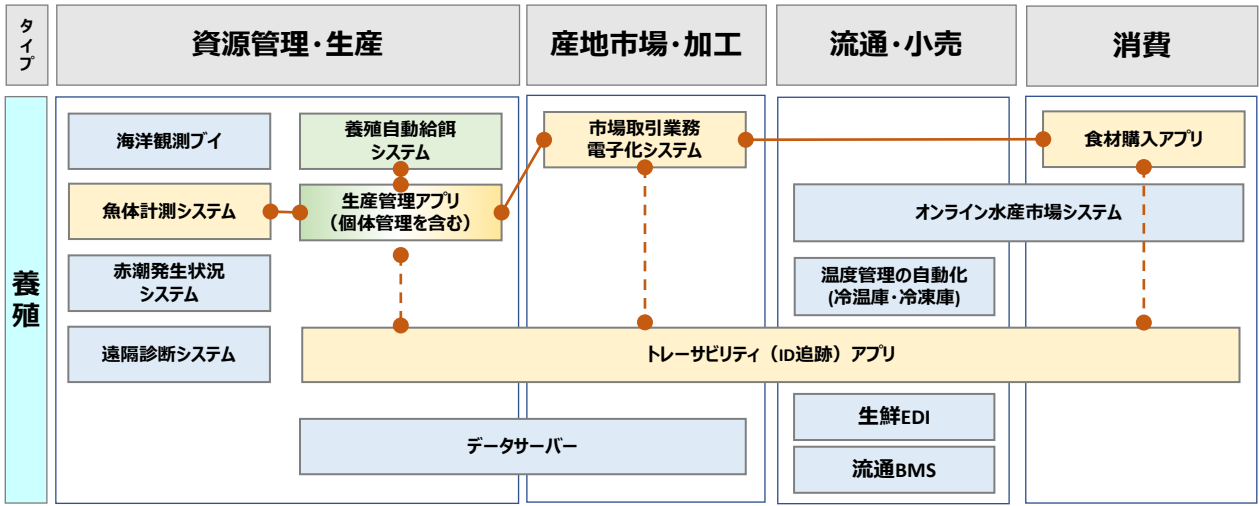 タイプ
資源管理・生産
産地市場・加工
流通・小売
消費
養殖
海洋観測ブイ
養殖自動給餌
システム
市場取引業務
電子化システム
食材購入アプリ
魚体計測システム
生産管理アプリ
（個体管理を含む）
オンライン水産市場システム
赤潮発生状況
システム
温度管理の自動化
(冷温庫・冷凍庫)
遠隔診断システム
トレーサビリティ（ID追跡）アプリ
生鮮EDI
データサーバー
流通BMS